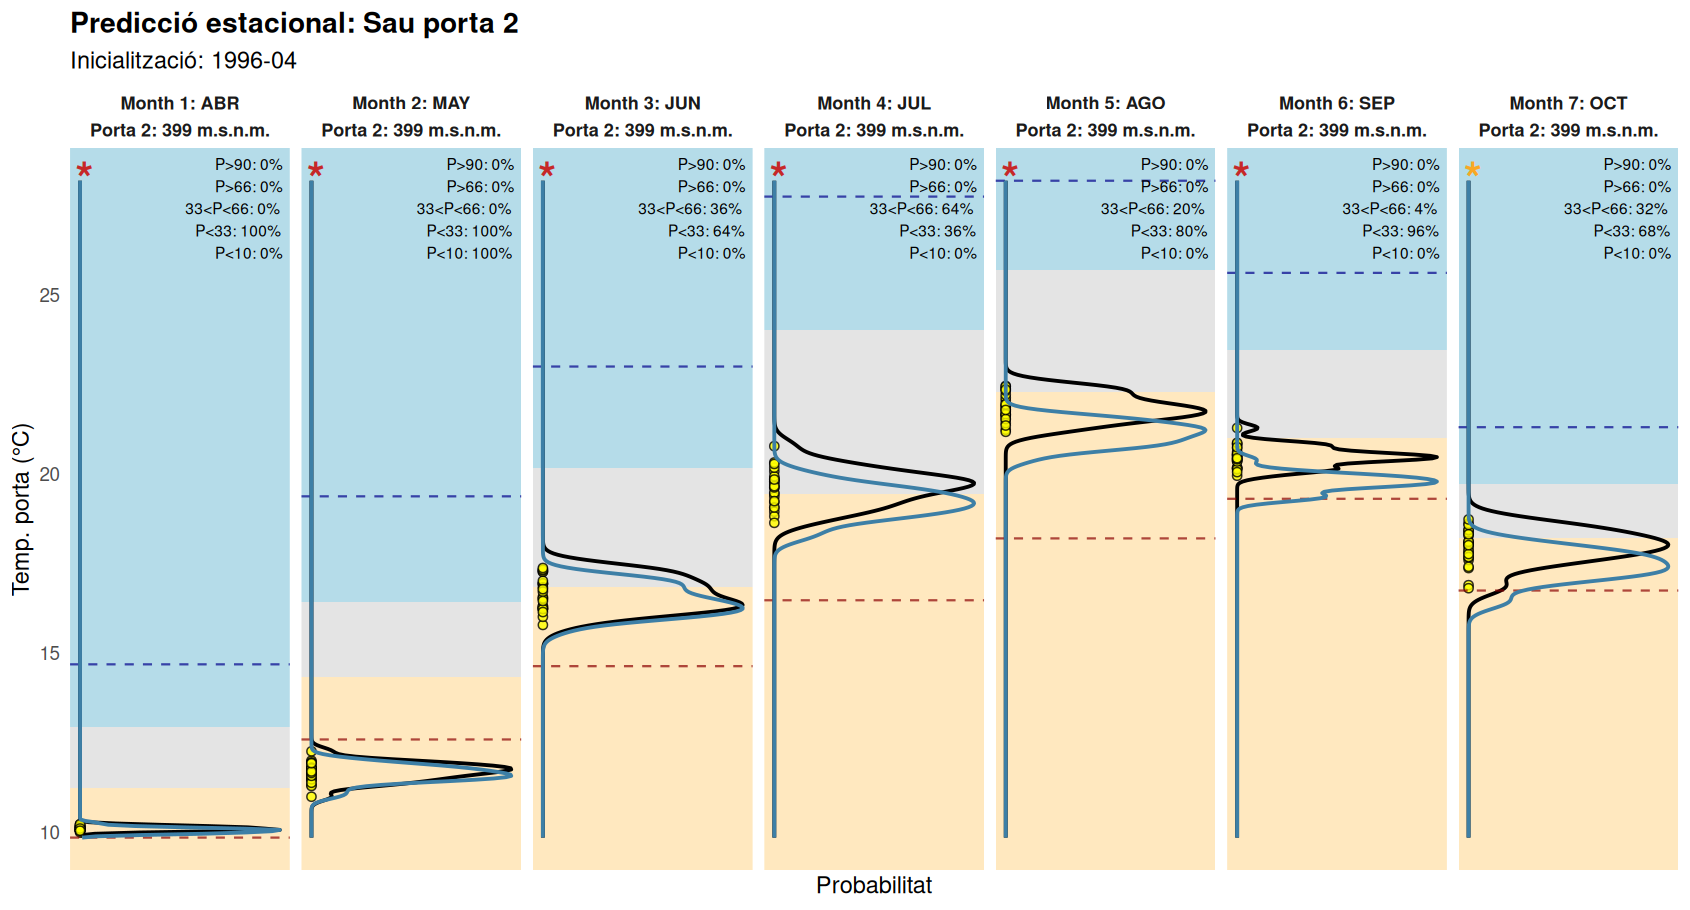 Predicció estacional: Sau porta 2
Inicialització: 1996-04
Month 1: ABR
Porta 2: 399 m.s.n.m.
Month 2: MAY
Porta 2: 399 m.s.n.m.
Month 3: JUN
Porta 2: 399 m.s.n.m.
Month 4: JUL
Porta 2: 399 m.s.n.m.
Month 5: AGO
Porta 2: 399 m.s.n.m.
Month 6: SEP
Porta 2: 399 m.s.n.m.
Month 7: OCT
Porta 2: 399 m.s.n.m.
*
P>90: 0%
P>66: 0%
33<P<66: 0%
P<33: 100%
P<10: 0%
*
P>90: 0%
P>66: 0%
33<P<66: 0%
P<33: 100%
P<10: 100%
*
P>90: 0%
P>66: 0%
33<P<66: 36%
P<33: 64%
P<10: 0%
*
P>90: 0%
P>66: 0%
33<P<66: 64%
P<33: 36%
P<10: 0%
*
P>90: 0%
P>66: 0%
33<P<66: 20%
P<33: 80%
P<10: 0%
*
P>90: 0%
P>66: 0%
33<P<66: 4%
P<33: 96%
P<10: 0%
*
P>90: 0%
P>66: 0%
33<P<66: 32%
P<33: 68%
P<10: 0%
25
20
15
10
Temp. porta (°C)
Probabilitat